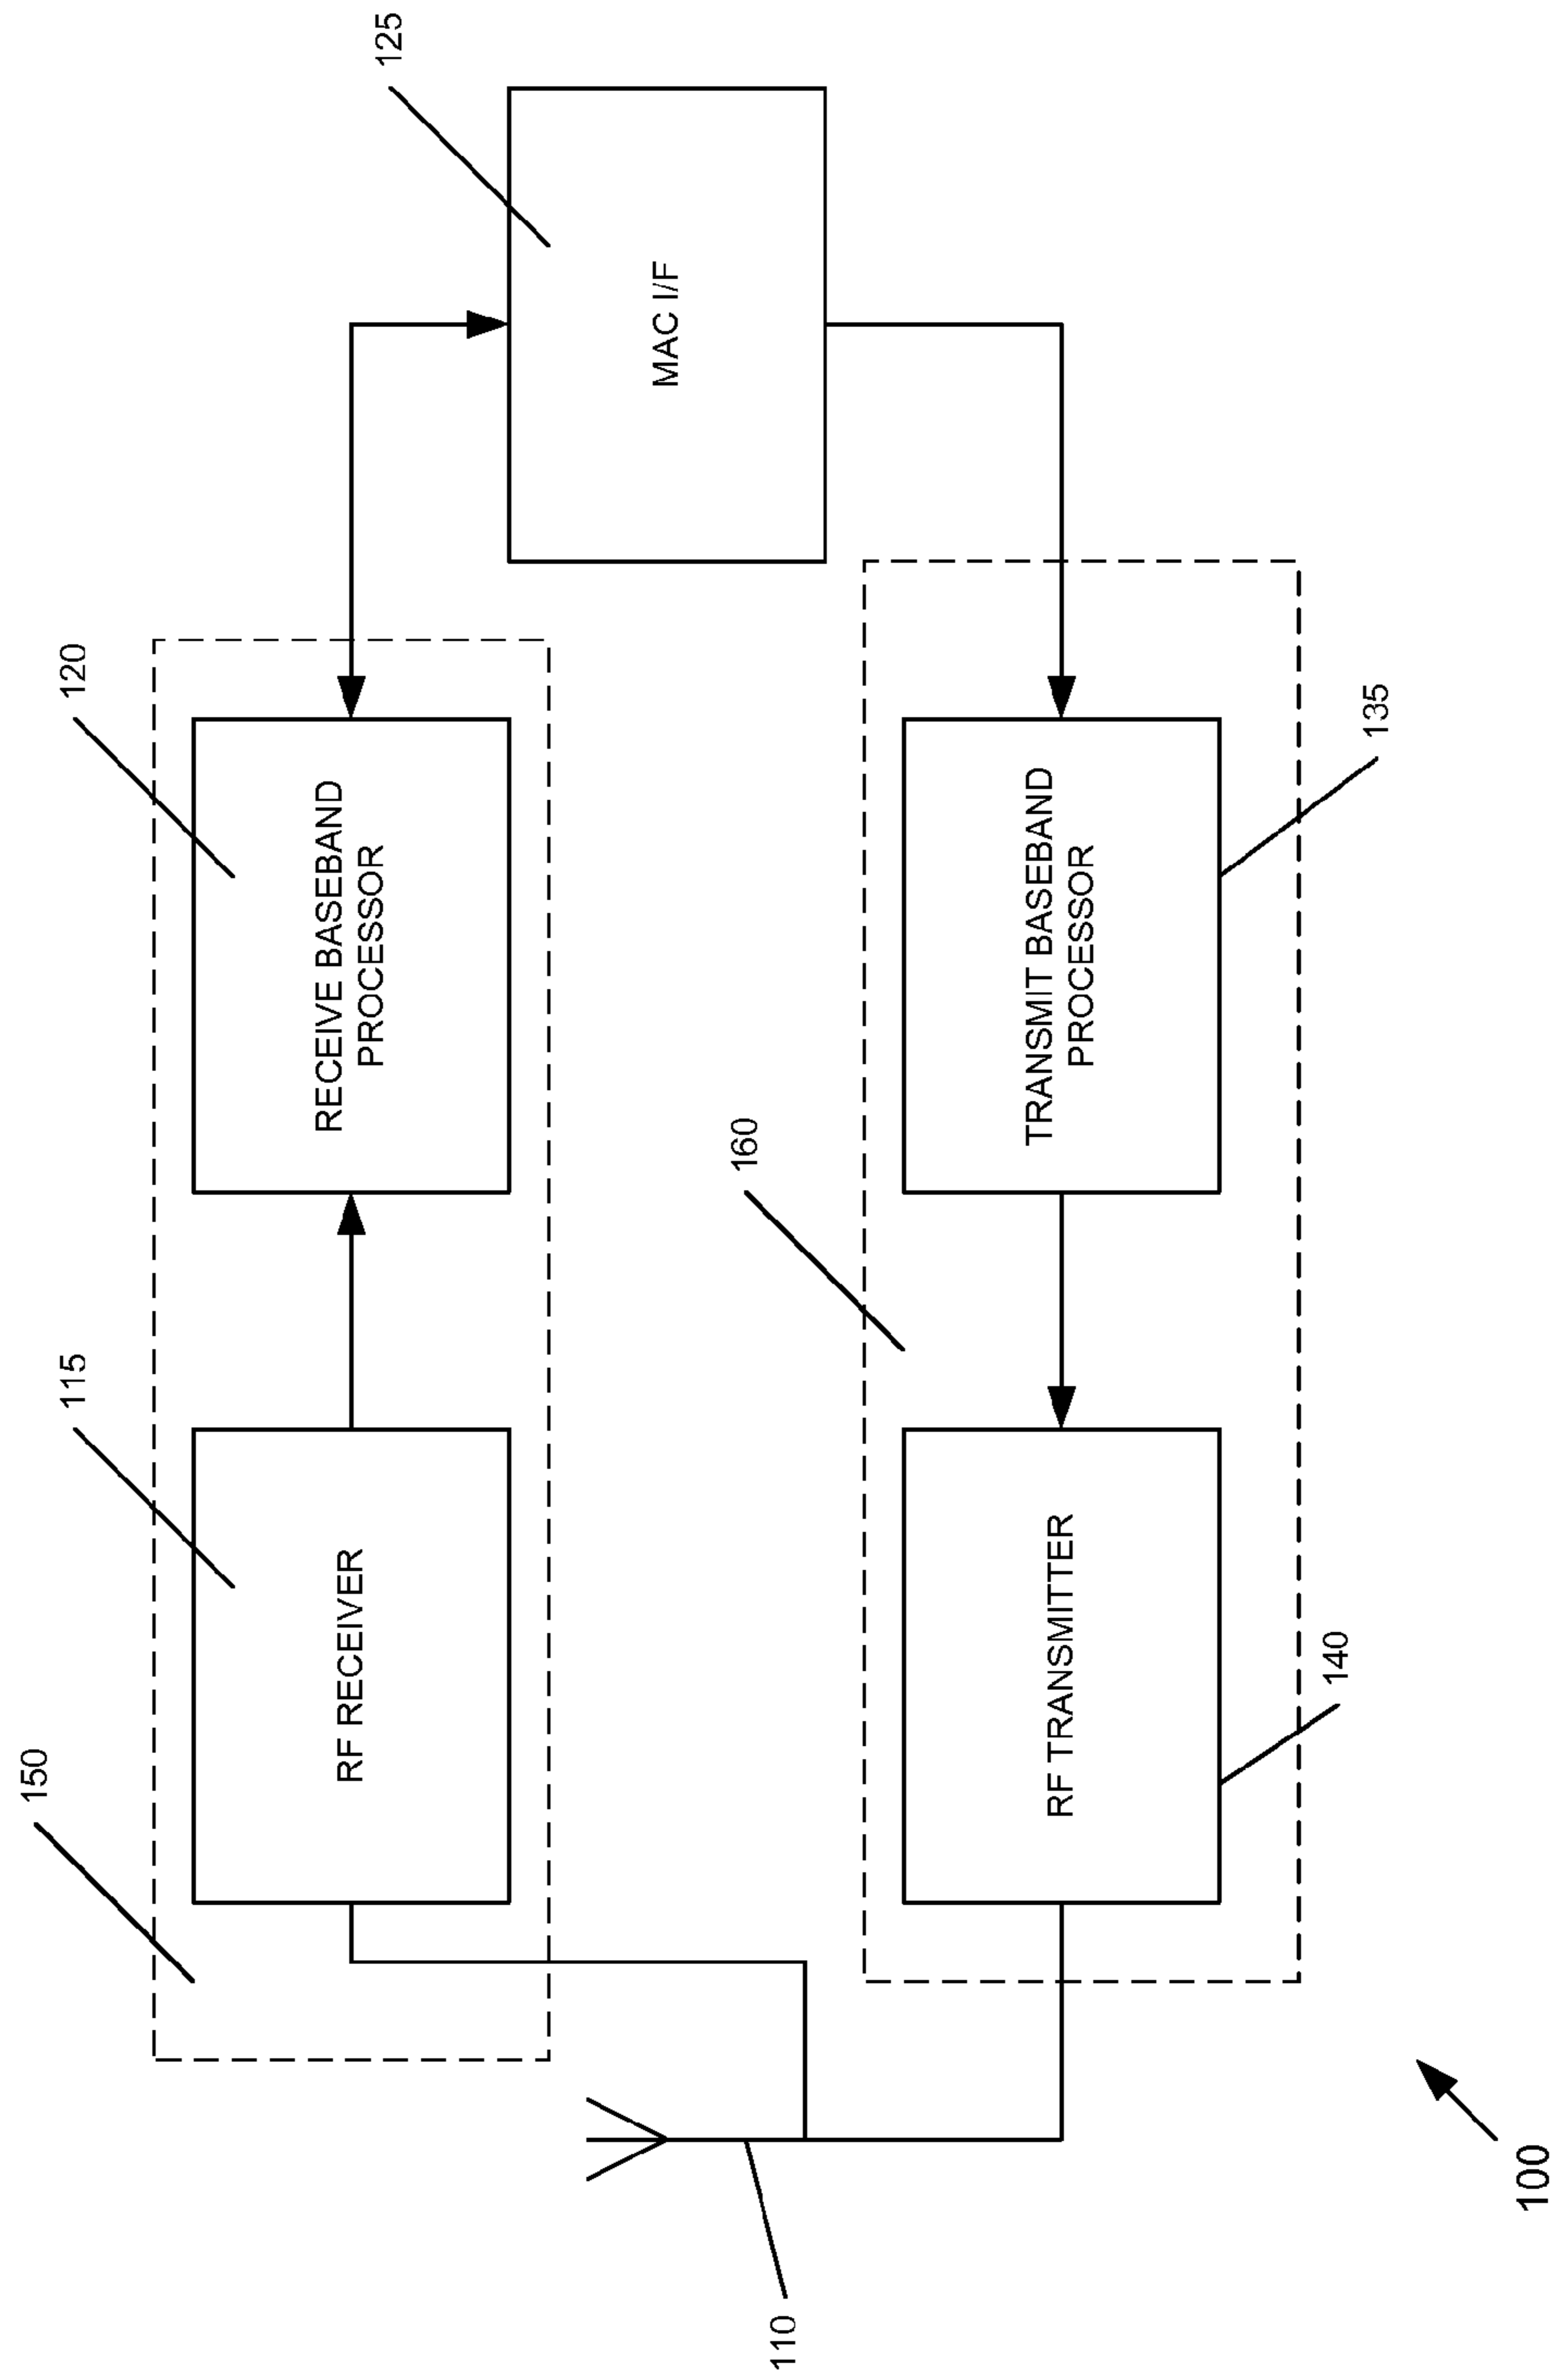 150
115
120
125
RF RECEIVER
RECEIVE BASEBAND
PROCESSOR
MAC I/F
160
110
RF TRANSMITTER
TRANSMIT BASEBAND
PROCESSOR
140
135
100